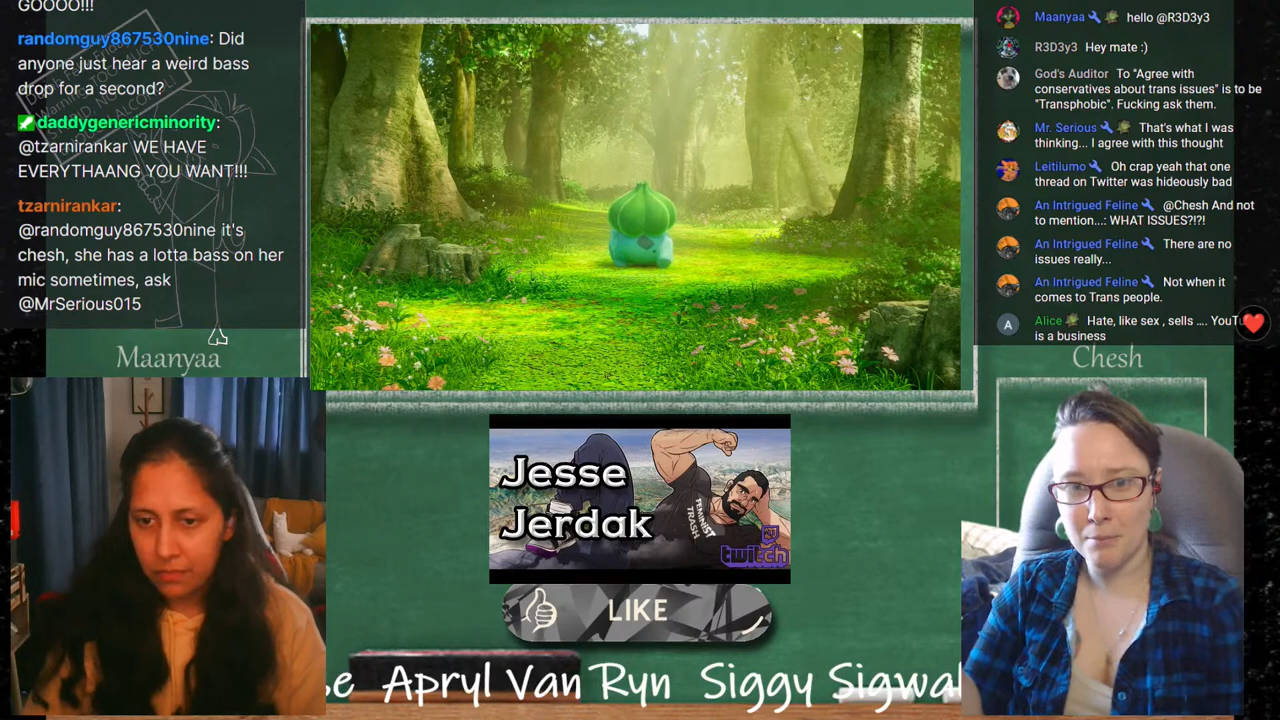 GOOOO!!!
randomguy867530nine: Did
anyone just hear a weird bass
drop for a second?
daddygenericminority:
@tzarnirankar WE HAVE
EVERYTHAANG YOU WANT!!!
tzarnirankar:
@randomguy867530nine it's
chesh, she has a lotta bass on her
mic sometimes, ask
@MrSerious015
Maanyaa
Maanyaa hello @R3D3y3
R3D3y3 Hey mate :)
God's Auditor To "Agree with
conservatives about trans issues" is to be
"Transphobic". Fucking ask them.
Mr. Serious That's what I was
thinking... I agree with this thought
Leitilumo Oh crap yeah that one
thread on Twitter was hideously bad
An Intrigued Feline @Chesh And not
to mention...: WHAT ISSUES?!?!
An Intrigued Feline There are no
issues really...
An Intrigued Feline Not when it
comes to Trans people.
A
Alice Hate, like sex , sells .... YouTu
is a business
Chesh
Jesse
Jerdak
FEMINIST
TRASH
twitch
LIKE
Apryl Van Ryn Siggy Sigwal